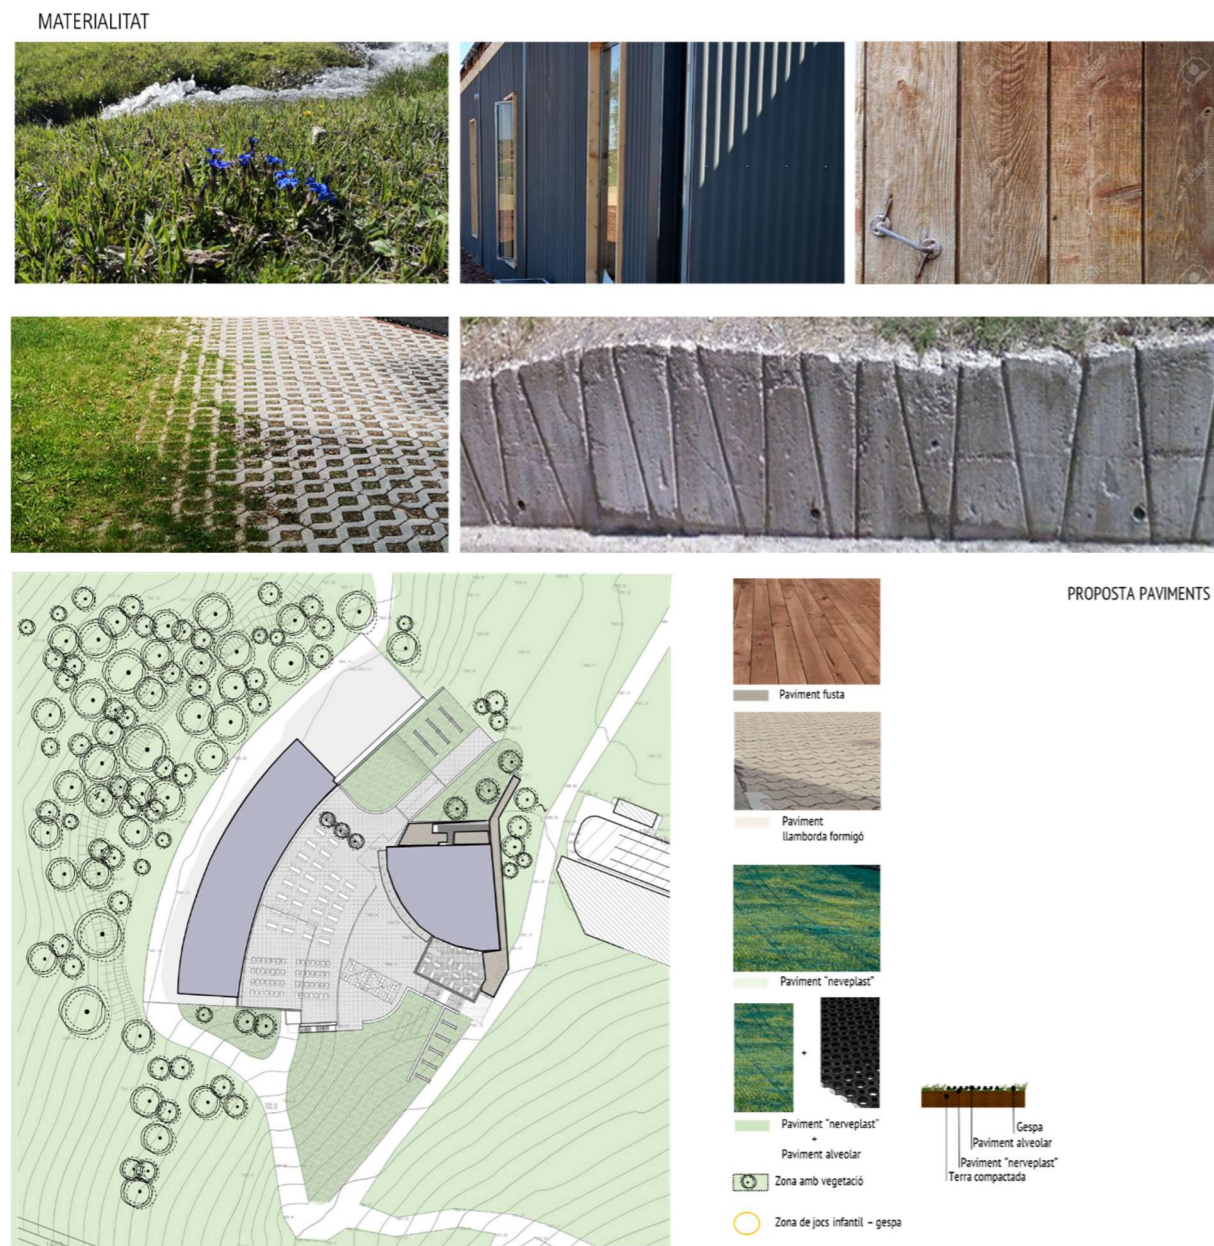 MATERIALITAT
PROPOSTA PAVIMENTS
Paviment fusta
Paviment
llamborda formigó
Paviment "neveplast"
+
Paviment "nerveplast"
+
Paviment alveolar
Gespa
Paviment alveolar
Paviment "nerveplast"
Terra compactada
Zona amb vegetació
Zona de jocs infantil – gespa